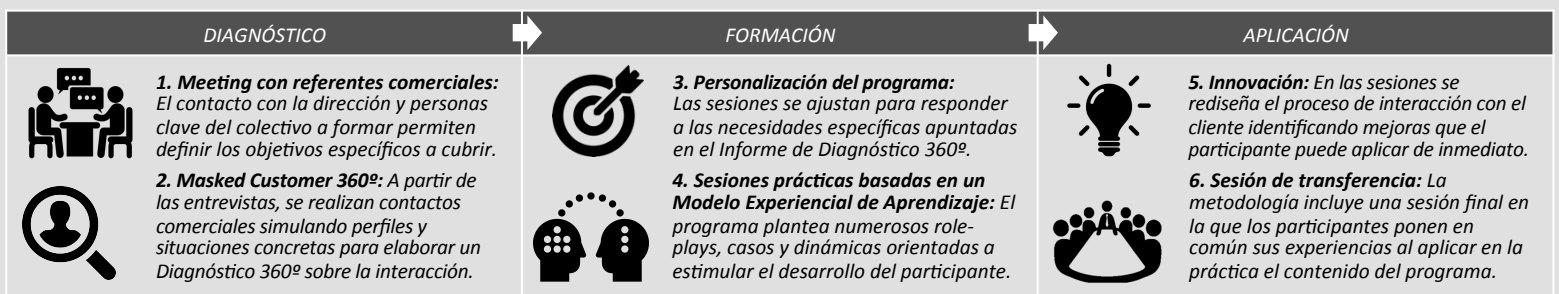 DIAGNÓSTICO
1. Meeting con referentes comerciales:
El contacto con la dirección y personas
clave del colectivo a formar permiten
definir los objetivos específicos a cubrir.
2. Masked Customer 360º: A partir de
las entrevistas, se realizan contactos
comerciales simulando perfiles y
situaciones concretas para elaborar un
Diagnóstico 360º sobre la interacción.
FORMACIÓN
3. Personalización del programa:
Las sesiones se ajustan para responder
a las necesidades específicas apuntadas
en el Informe de Diagnóstico 360º.
4. Sesiones prácticas basadas en un
Modelo Experiencial de Aprendizaje: El
programa plantea numerosos role-
plays, casos y dinámicas orientadas a
estimular el desarrollo del participante.
APLICACIÓN
5. Innovación: En las sesiones se
rediseña el proceso de interacción con el
cliente identificando mejoras que el
participante puede aplicar de inmediato.
6. Sesión de transferencia: La
metodología incluye una sesión final en
la que los participantes ponen en
común sus experiencias al aplicar en la
práctica el contenido del programa.